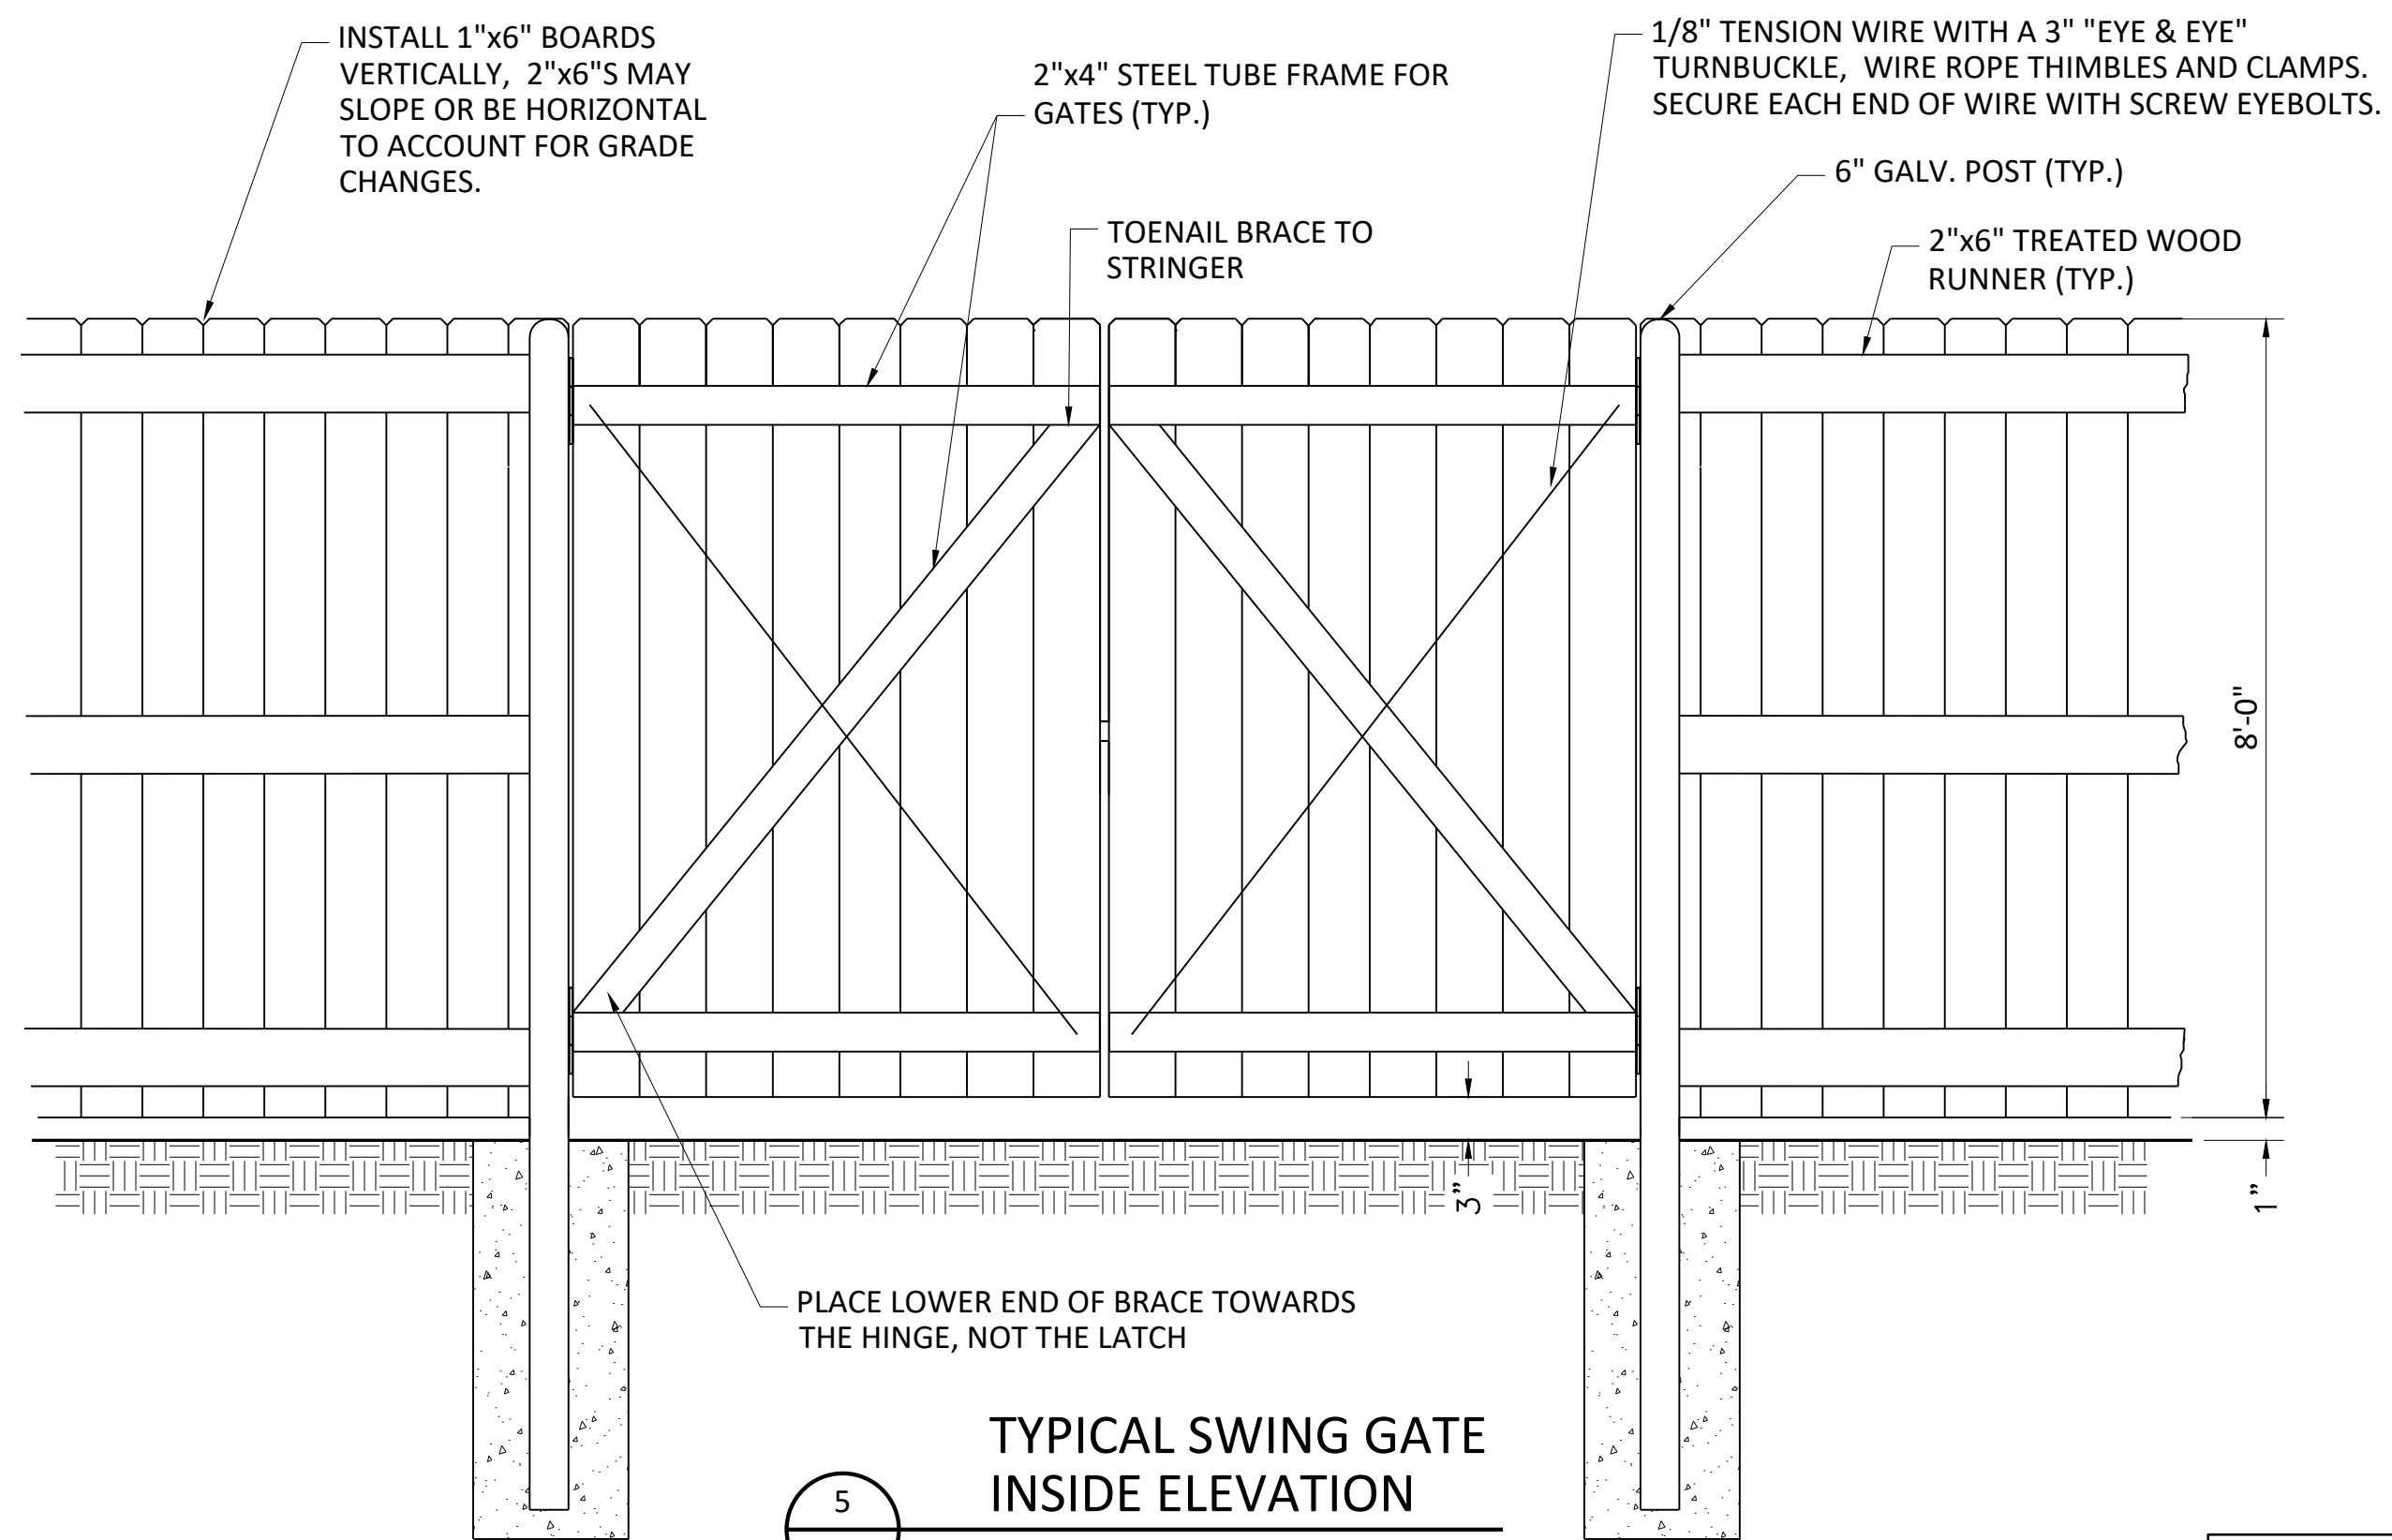 INSTALL 1"x6" BOARDS
VERTICALLY, 2"x6"S MAY
SLOPE OR BE HORIZONTAL
TO ACCOUNT FOR GRADE
CHANGES.
2"x4" STEEL TUBE FRAME FOR
GATES (TYP.)
TOENAIL BRACE TO
STRINGER
1/8" TENSION WIRE WITH A 3" "EYE & EYE"
TURNBUCKLE, WIRE ROPE THIMBLES AND CLAMPS.
SECURE EACH END OF WIRE WITH SCREW EYEBOLTS.
6" GALV. POST (TYP.)
2"x6" TREATED WOOD
RUNNER (TYP.)
8'-0"
3”
1”
PLACE LOWER END OF BRACE TOWARDS
THE HINGE, NOT THE LATCH
5
TYPICAL SWING GATE
INSIDE ELEVATION